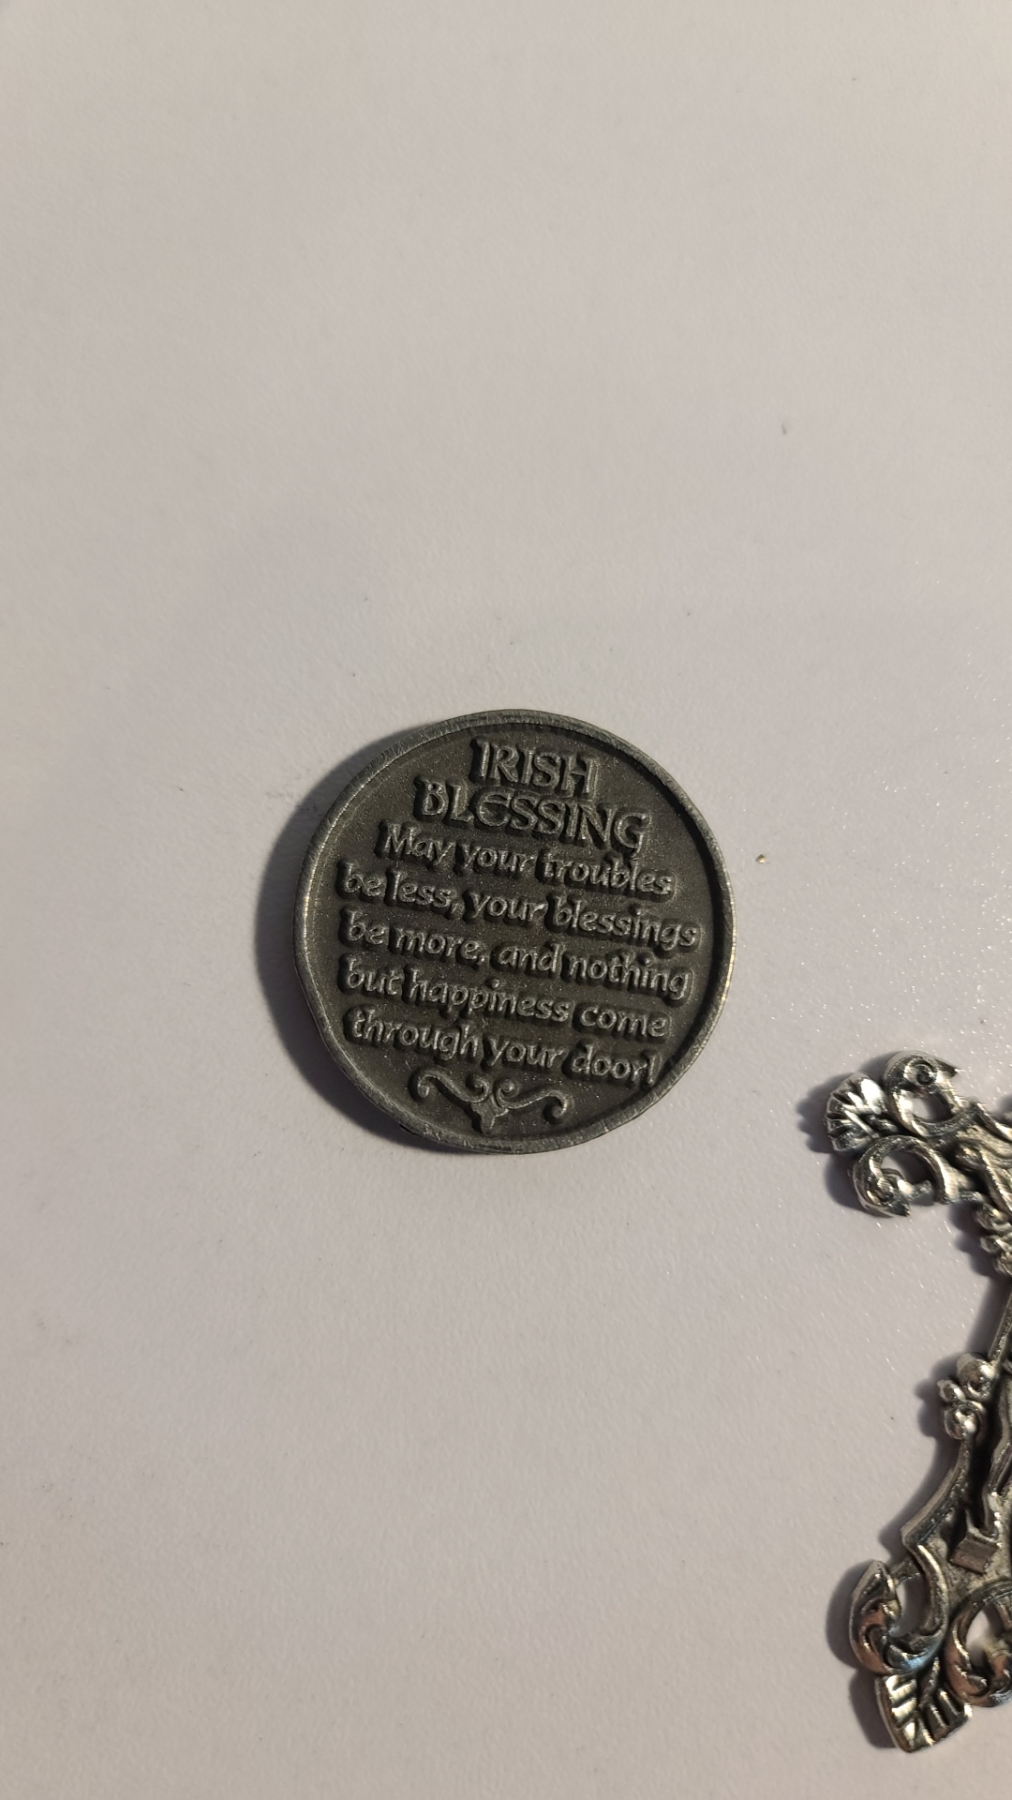 IRISH
BLESSING
May your troubles
be less, your blessings
be more, and nothing
but happiness come
through your door!